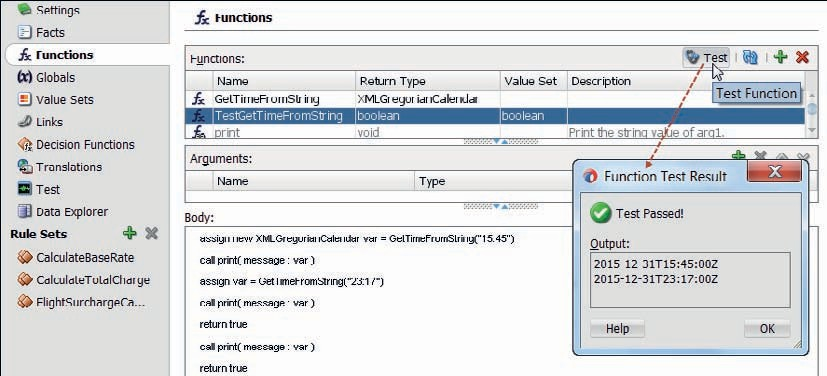 Settings
Facts
Functions
Globals
Value Sets
Links
Decision Functions
Translations
Test
Data Explorer
Rule Sets
CalculateBaseRate
CalculateTotalCharge
FlightSurchargeCa...
Functions
Functions:
Test
Name Return Type Value Set Description
GetTimeFromString XMLGregorianCalendar
TestGetTimeFromString boolean boolean
print void Print the string value of arg1.
Test Function
Arguments:
Name Type
Body:
assign new XMLGregorianCalendar var = GetTimeFromString("15:45")
call print( message : var )
assign var = GetTimeFromString("23:17")
call print( message : var )
return true
call print( message : var )
return true
Function Test Result
Test Passed!
Output:
2015-12-31T15:45:00Z
2015-12-31T23:17:00Z
Help
OK